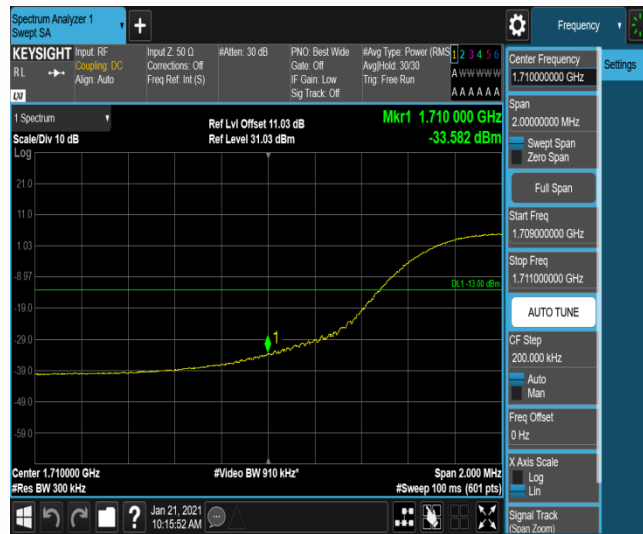 Spectrum Analyzer 1
Swept SA
Frequency
KEYSIGHT
RL
LXI
Input: RF
Coupling: DC
Align: Auto
Input Z: 50 Ω
Corrections: Off
Freq Ref: Int (S)
#Atten: 30 dB
PNO: Best Wide
Gate: Off
IF Gain: Low
Sig Track: Off
#Avg Type: Power (RMS
Avg|Hold: 30/30
Trig: Free Run
1 2 3 4 5 6
A W W W W W
A A A A A A
1 Spectrum
Scale/Div 10 dB
Log
Ref Lvl Offset 11.03 dB
Ref Level 31.03 dBm
Mkr1 1.710 000 GHz
-33.582 dBm
21.0
11.0
1.03
-8.97
-19.0
-29.0
-39.0
-49.0
-59.0
DL1 -13.00 dBm
1
Center 1.710000 GHz
#Res BW 300 kHz
#Video BW 910 kHz*
Span 2.000 MHz
#Sweep 100 ms (601 pts)
Jan 21, 2021
10:15:52 AM
?
Center Frequency
1.710000000 GHz
Settings
Span
2.00000000 MHz
Swept Span
Zero Span
Full Span
Start Freq
1.709000000 GHz
Stop Freq
1.711000000 GHz
AUTO TUNE
CF Step
200.000 kHz
Auto
Man
Freq Offset
0 Hz
X Axis Scale
Log
Lin
Signal Track
(Span Zoom)